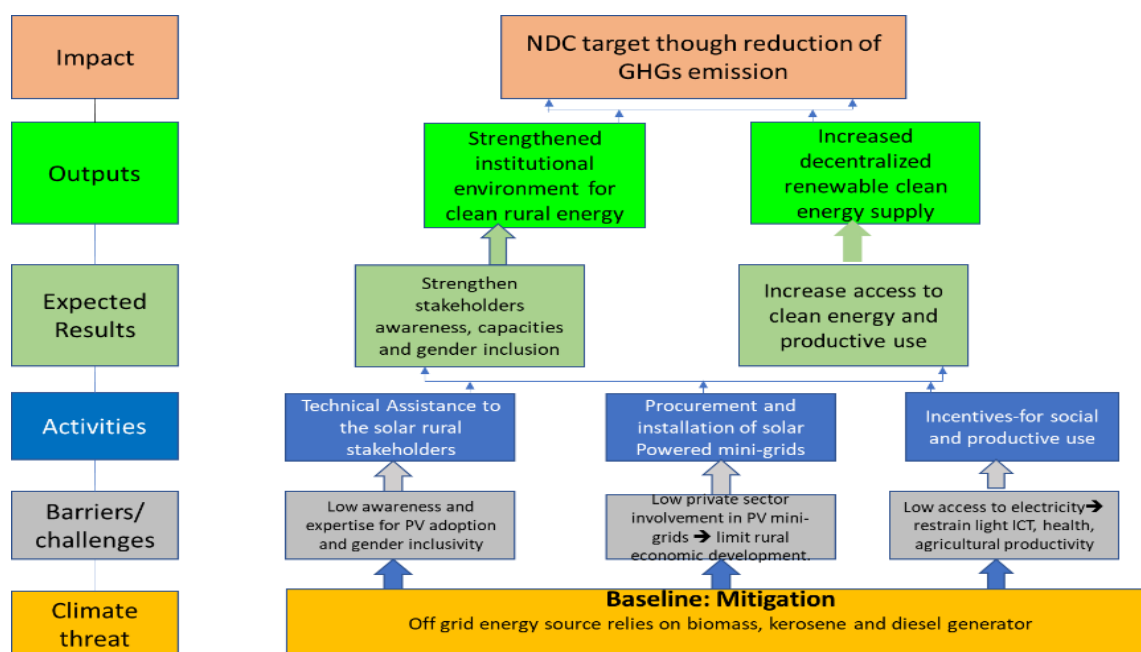 Impact
NDC target though reduction of
GHGs emission
Outputs
Strengthened
institutional
environment for
clean rural energy
Increased
decentralized
renewable clean
energy supply
Expected
Results
Strengthen
stakeholders
awareness, capacities
and gender inclusion
Increase access to
clean energy and
productive use
Activities
Technical Assistance to
the solar rural
stakeholders
Procurement and
installation of solar
Powered mini-grids
Incentives-for social
and productive use
Barriers/
challenges
Low awareness and
expertise for PV adoption
and gender inclusivity
Low private sector
involvement in PV mini-
grids ➔ limit rural
economic development.
Low access to electricity➔
restrain light ICT, health,
agricultural productivity
Climate
threat
Baseline: Mitigation
Off grid energy source relies on biomass, kerosene and diesel generator